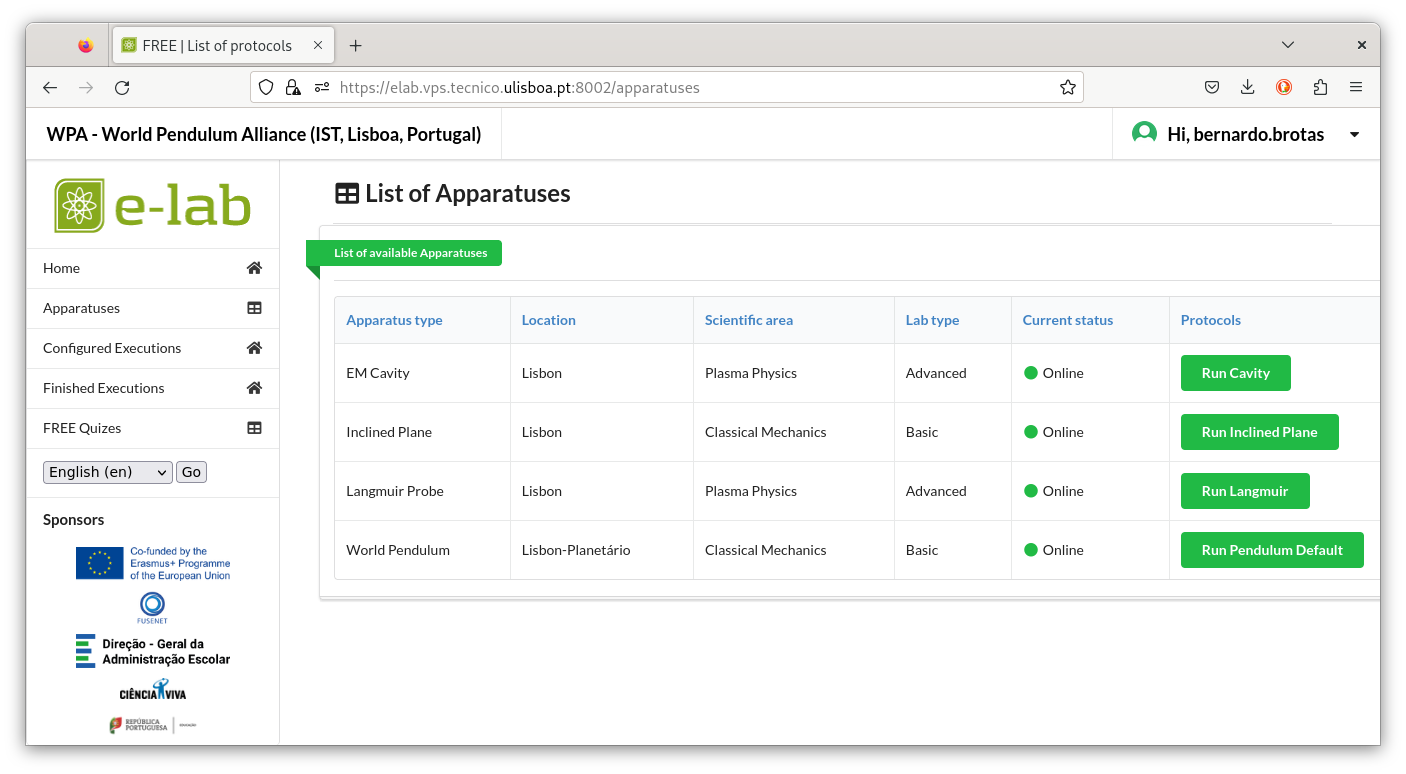 FREE | List of protocols
https://elab.vps.tecnico.ulisboa.pt:8002/apparatuses
WPA - World Pendulum Alliance (IST, Lisboa, Portugal)
Hi, bernardo.brotas
e-lab
Home
Apparatuses
Configured Executions
Finished Executions
FREE Quizes
English (en) Go
Sponsors
Co-funded by the
Erasmus+ Programme
of the European Union
FUSENET
Direção - Geral da
Administração Escolar
CIÊNCIA VIVA
REPÚBLICA
PORTUGUESA
EDUCAÇÃO
List of Apparatuses
List of available Apparatuses
Apparatus type Location Scientific area Lab type Current status Protocols
EM Cavity Lisbon Plasma Physics Advanced Online Run Cavity
Inclined Plane Lisbon Classical Mechanics Basic Online Run Inclined Plane
Langmuir Probe Lisbon Plasma Physics Advanced Online Run Langmuir
World Pendulum Lisbon-Planetário Classical Mechanics Basic Online Run Pendulum Default